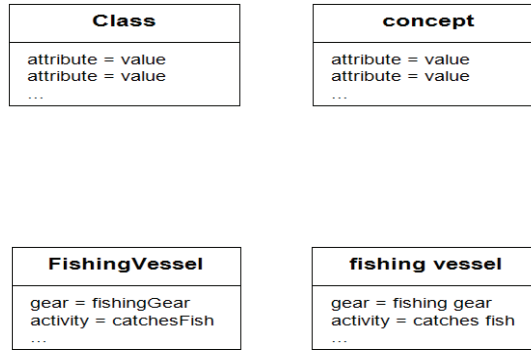 Class
attribute = value
attribute = value
...
concept
attribute = value
attribute = value
...
FishingVessel
gear = fishingGear
activity = catchesFish
...
fishing vessel
gear = fishing gear
activity = catches fish
...